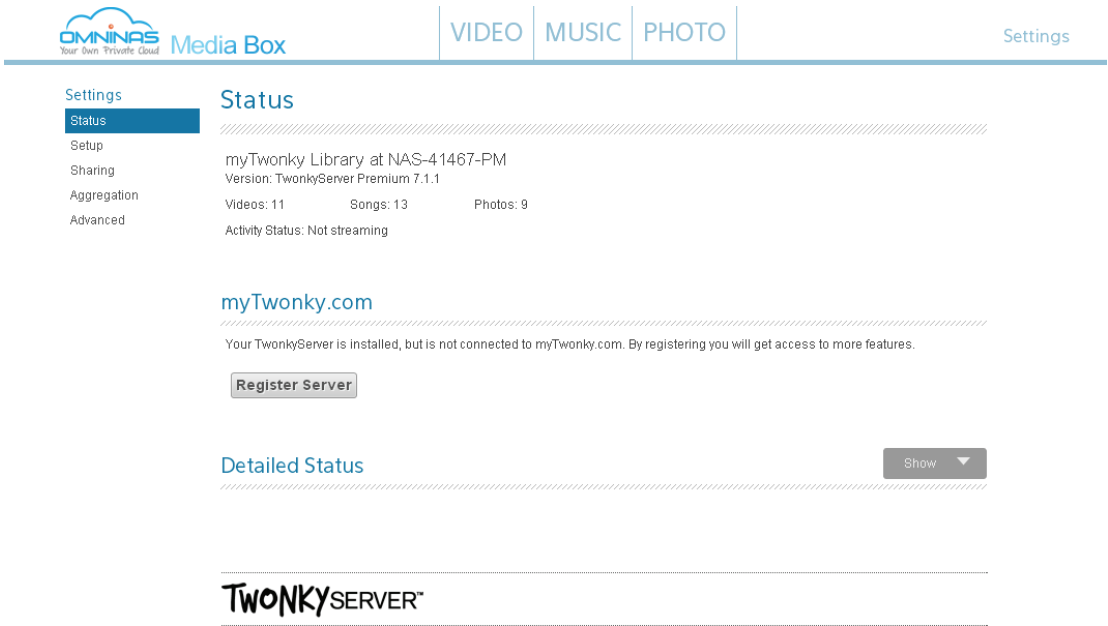 OMNINAS
Your Own Private Cloud
Media Box
VIDEO MUSIC PHOTO
Settings
Settings
Status
Setup
Sharing
Aggregation
Advanced
Status
myTwonky Library at NAS-41467-PM
Version: TwonkyServer Premium 7.1.1
Videos: 11 Songs: 13 Photos: 9
Activity Status: Not streaming
myTwonky.com
Your TwonkyServer is installed, but is not connected to myTwonky.com. By registering you will get access to more features.
Register Server
Detailed Status
Show
TWONKYSERVER™